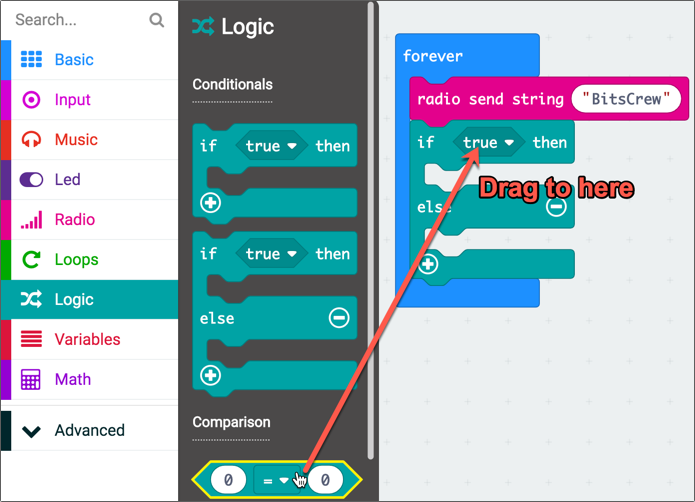 Search...
Basic
Input
Music
Led
Radio
Loops
Logic
Variables
Math
Advanced
Logic
Conditionals
if true then
if true then
else
Comparison
0 = 0
forever
radio send string "BitsCrew"
if true then
Drag to here
else